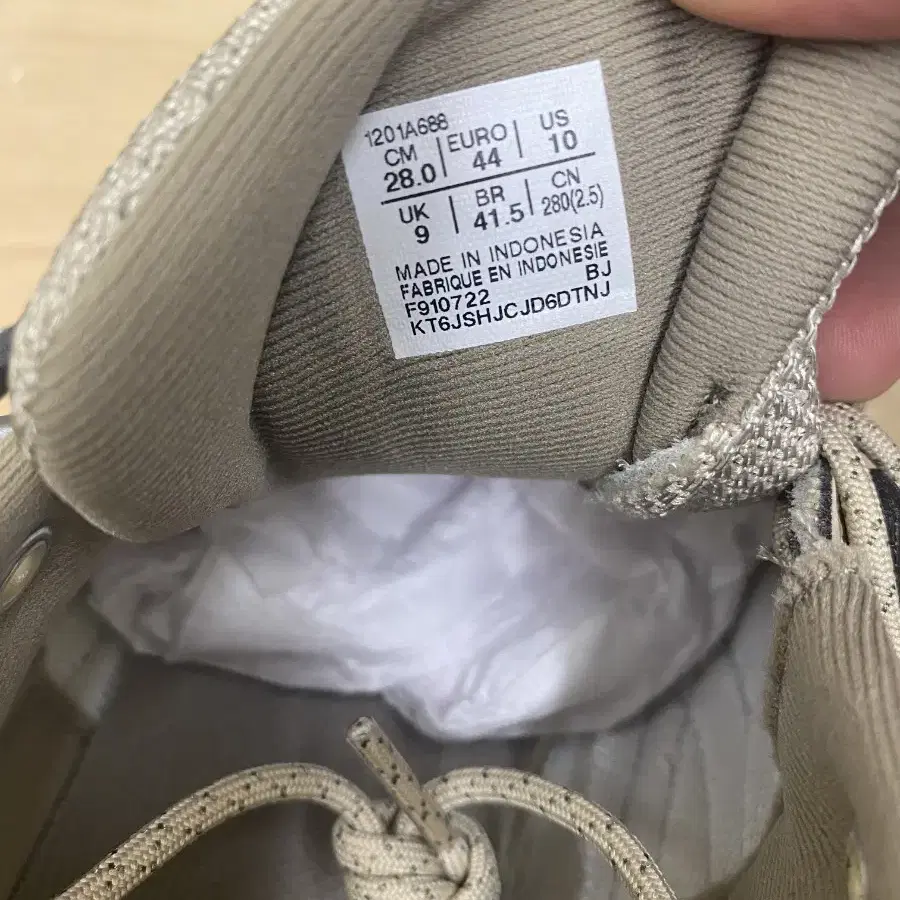 1201A688
CM 28.0 | EURO 44 | US 10
UK 9 | BR 41.5 | CN 280(2.5)
MADE IN INDONESIA
FABRIQUE EN INDONESIE
F910722 BJ
KT6JSHJCJD6DTNJ